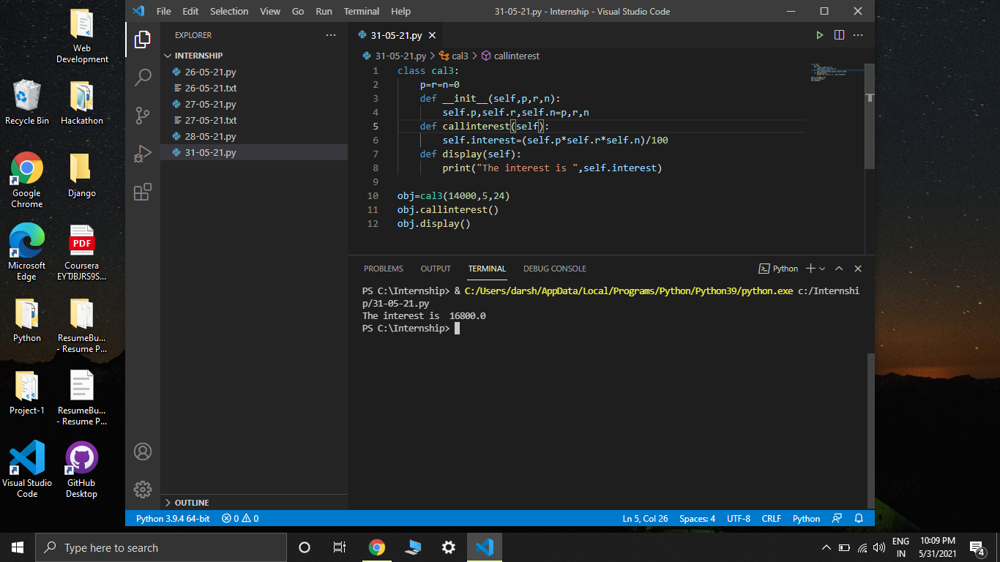 Web
Development
Recycle Bin
Hackathon
Google
Chrome
Django
Microsoft
Edge
PDF
Coursera
EYTJBJRS9S...
Python
ResumeBu...
- Resume P...
Project-1
ResumeBu...
- Resume P...
Visual Studio
Code
GitHub
Desktop
File Edit Selection View Go Run Terminal Help
31-05-21.py - Internship - Visual Studio Code
EXPLORER
INTERNSHIP
26-05-21.py
26-05-21.txt
27-05-21.py
27-05-21.txt
28-05-21.py
31-05-21.py
OUTLINE
31-05-21.py
31-05-21.py > cal3 > callinterest
1 class cal3:
2     p=r=n=0
3     def __init__(self,p,r,n):
4         self.p,self.r,self.n=p,r,n
5     def callinterest(self):
6         self.interest=(self.p*self.r*self.n)/100
7     def display(self):
8         print("The interest is ",self.interest)
9
10 obj=cal3(14000,5,24)
11 obj.callinterest()
12 obj.display()
PROBLEMS OUTPUT TERMINAL DEBUG CONSOLE
Python
PS C:\Internship> & C:/Users/darsh/AppData/Local/Programs/Python/Python39/python.exe c:/Internshi
p/31-05-21.py
The interest is  16800.0
PS C:\Internship>
Python 3.9.4 64-bit 0 0
Ln 5, Col 26 Spaces: 4 UTF-8 CRLF Python
Type here to search
ENG
IN
10:09 PM
5/31/2021
4